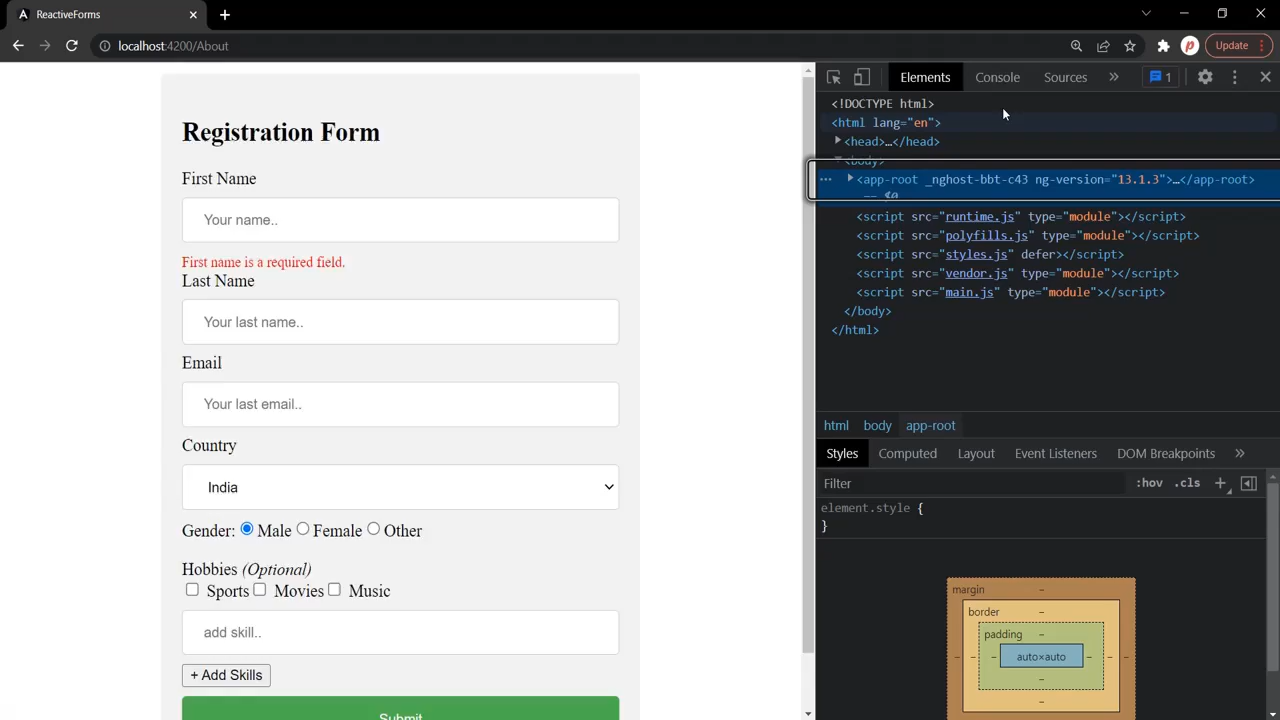 ReactiveForms
localhost:4200/About
Update
Registration Form
First Name
Your name..
First name is a required field.
Last Name
Your last name..
Email
Your last email..
Country
India
Gender: Male Female Other
Hobbies (Optional)
Sports Movies Music
add skill..
+ Add Skills
Submit
Elements Console Sources » 1
<!DOCTYPE html>
<html lang="en">
<head>…</head>
<body>
… <app-root _nghost-bbt-c43 ng-version="13.1.3">…</app-root>
== $0
<script src="runtime.js" type="module"></script>
<script src="polyfills.js" type="module"></script>
<script src="styles.js" defer></script>
<script src="vendor.js" type="module"></script>
<script src="main.js" type="module"></script>
</body>
</html>
html body app-root
Styles Computed Layout Event Listeners DOM Breakpoints »
Filter :hov .cls +
element.style {
}
margin –
border –
padding –
– – – auto×auto – – –
–
–
–